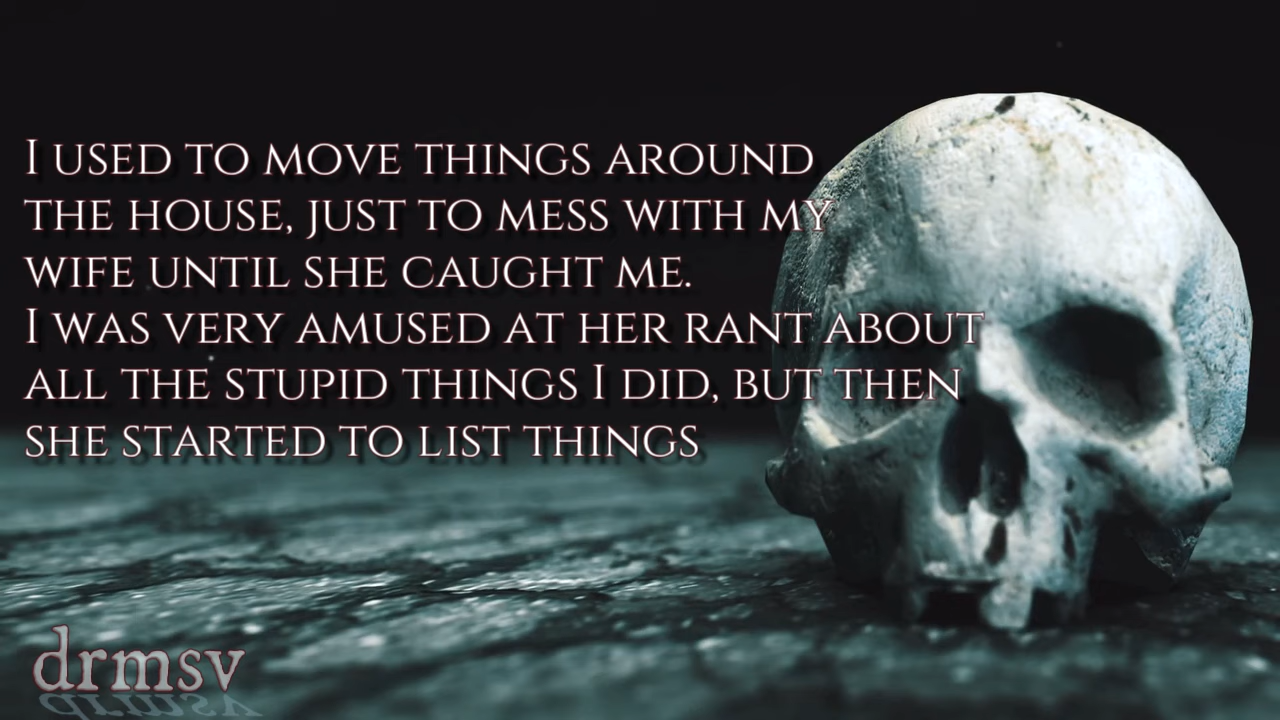 I USED TO MOVE THINGS AROUND
THE HOUSE, JUST TO MESS WITH MY
WIFE UNTIL SHE CAUGHT ME.
I WAS VERY AMUSED AT HER RANT ABOUT
ALL THE STUPID THINGS I DID, BUT THEN
SHE STARTED TO LIST THINGS
drmsv